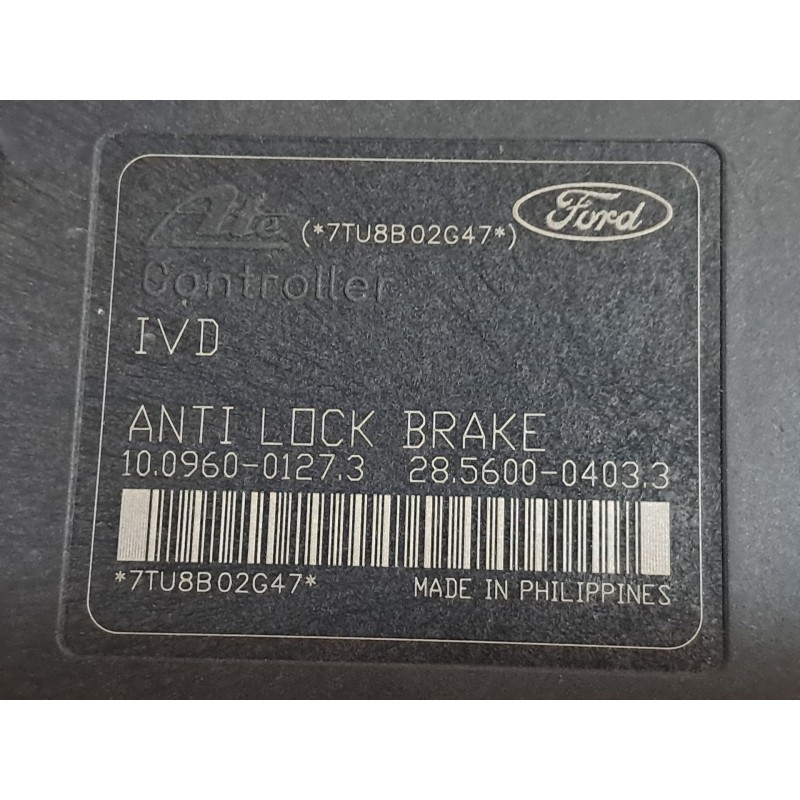 Ate (*7TU8B02G47*) Ford
Controller
IVD
ANTI LOCK BRAKE
10.0960-0127.3 28.5600-0403.3
*7TU8B02G47* MADE IN PHILIPPINES